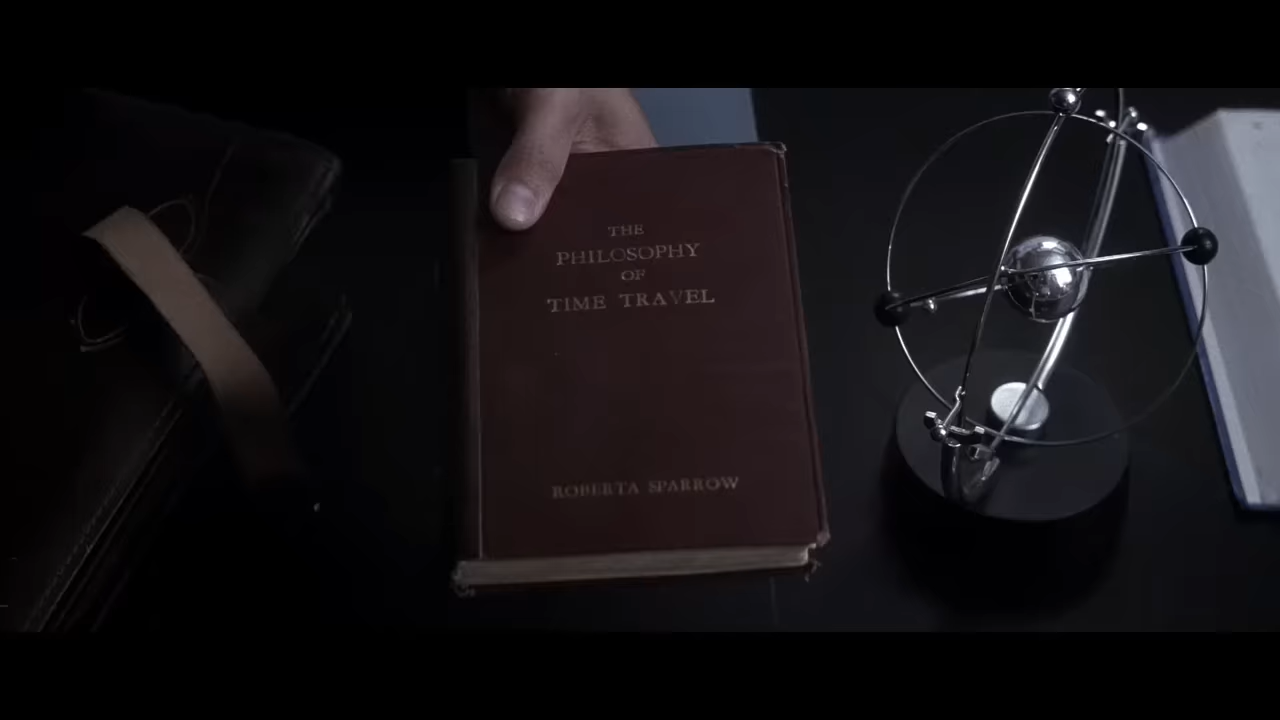 THE
PHILOSOPHY
OF
TIME TRAVEL
ROBERTA SPARROW